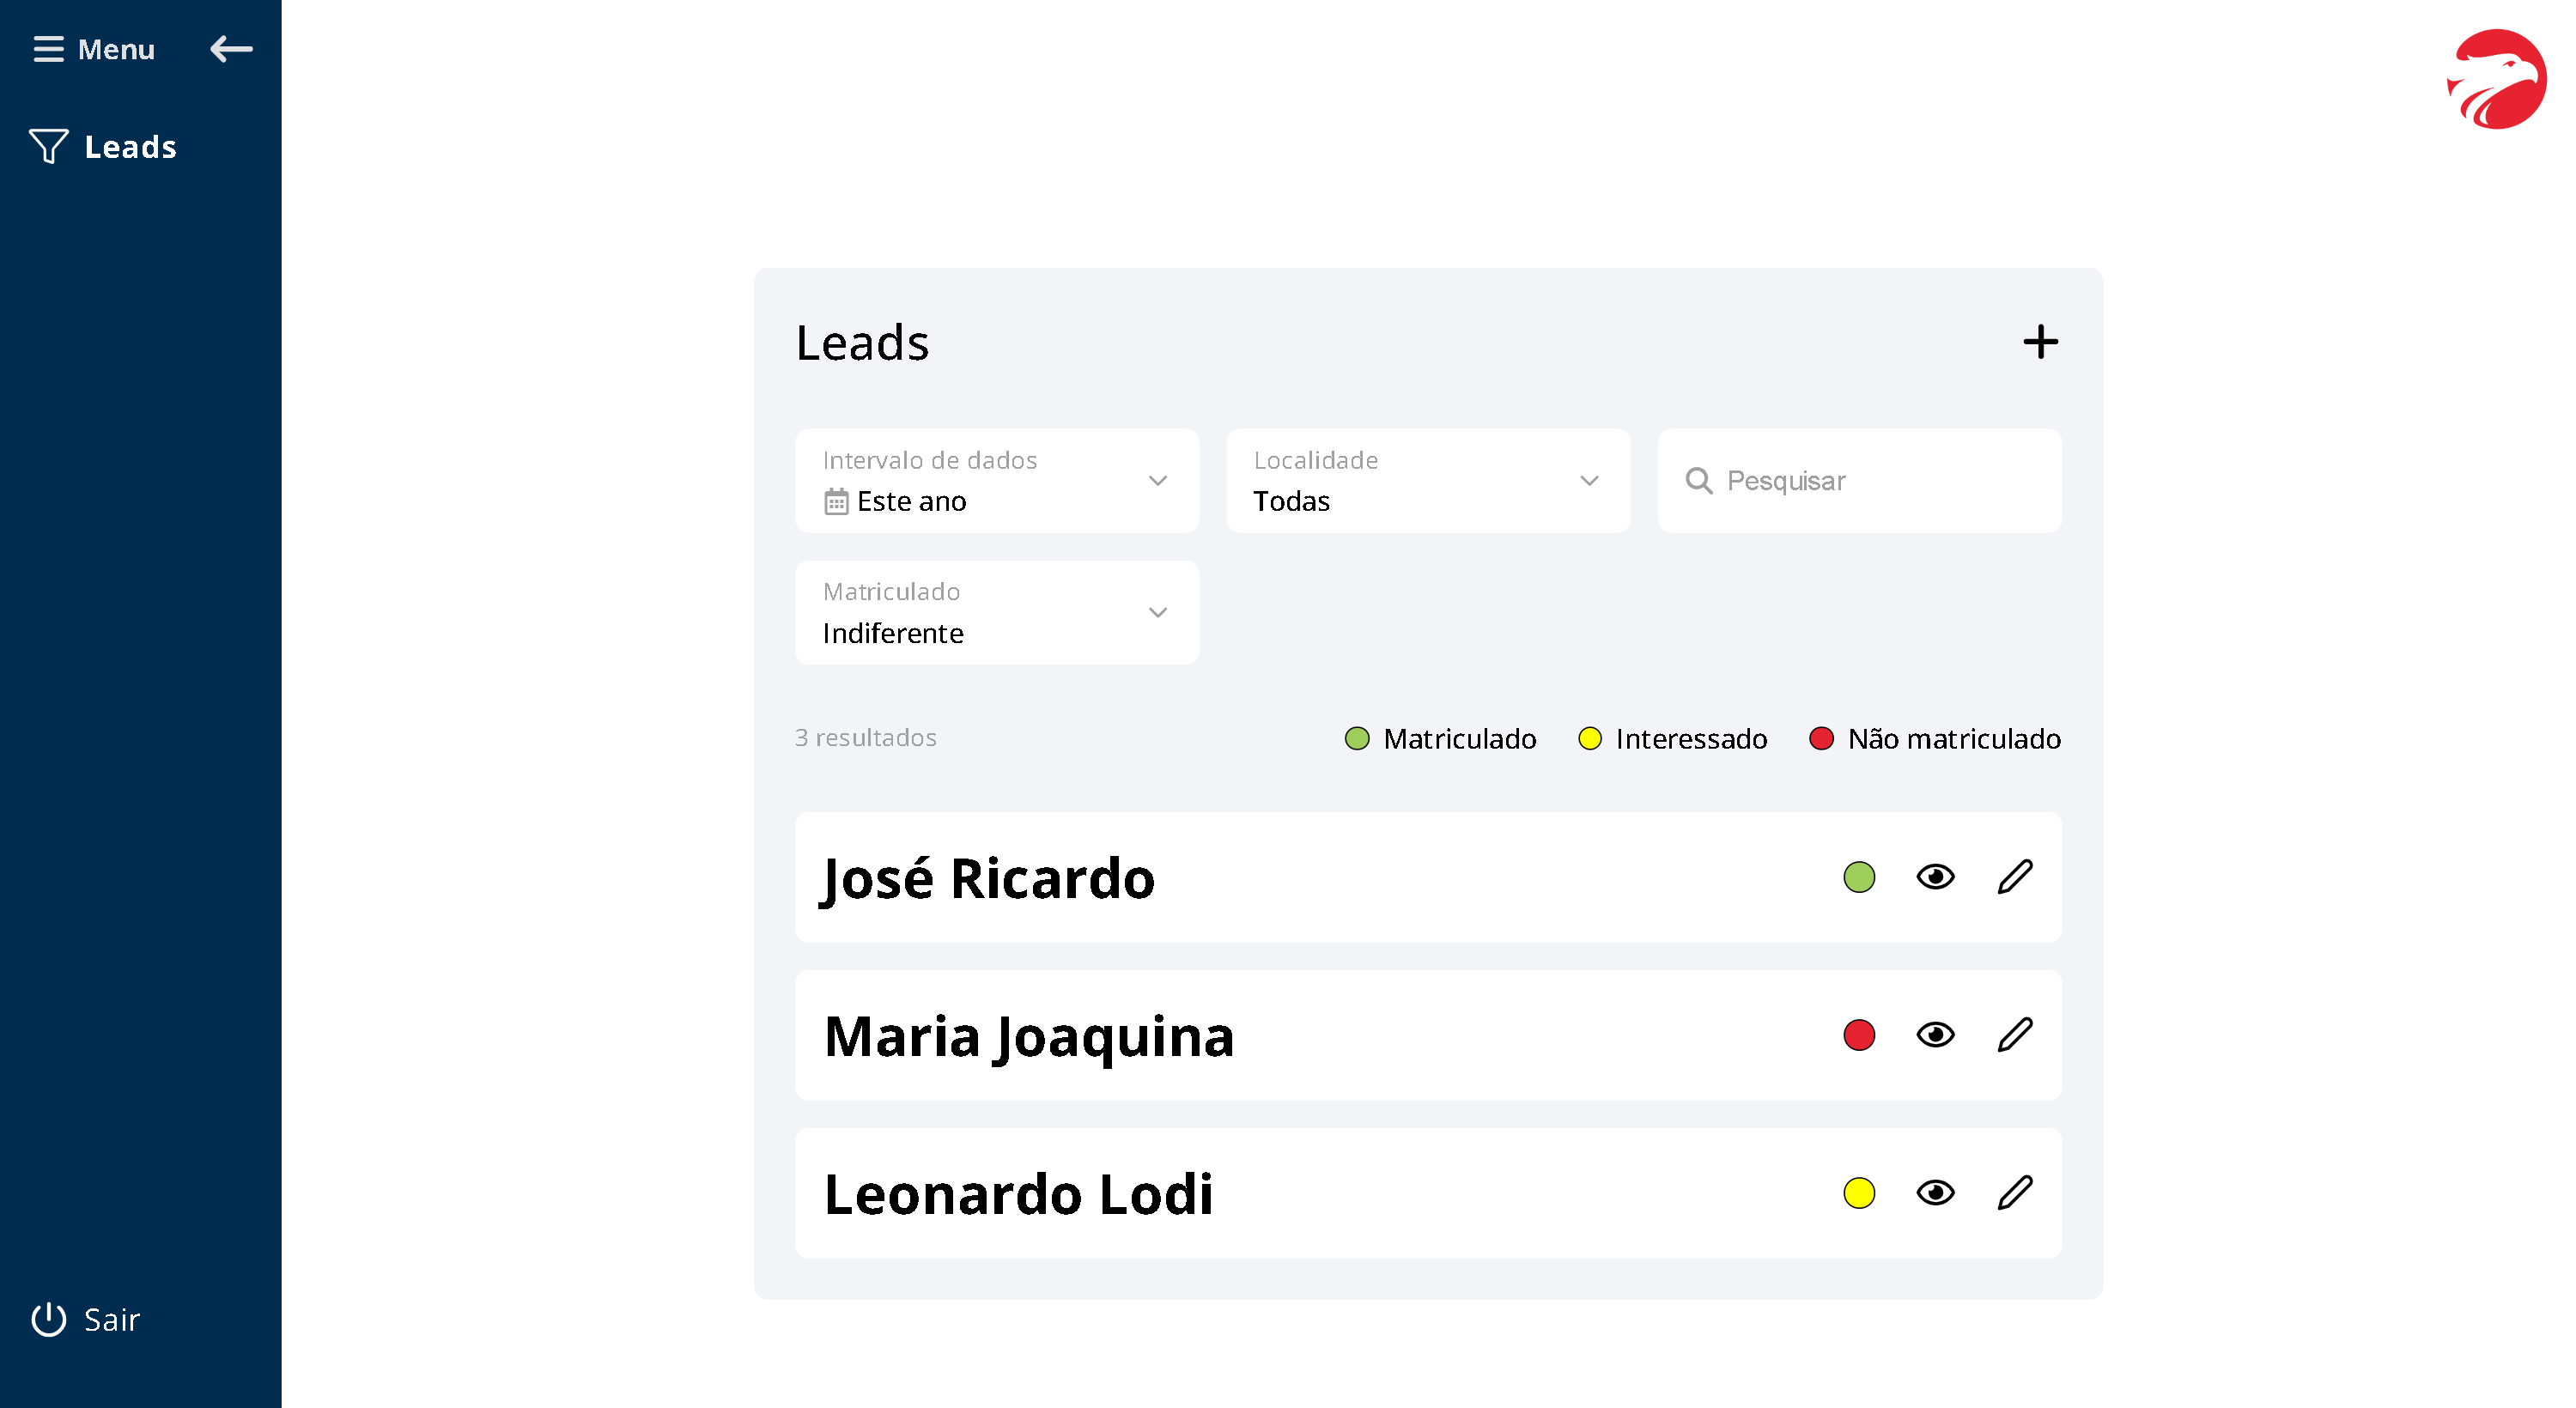 Menu
Leads
Sair
Leads
Intervalo de dados
Este ano
Localidade
Todas
Pesquisar
Matriculado
Indiferente
3 resultados
Matriculado
Interessado
Não matriculado
José Ricardo
Maria Joaquina
Leonardo Lodi